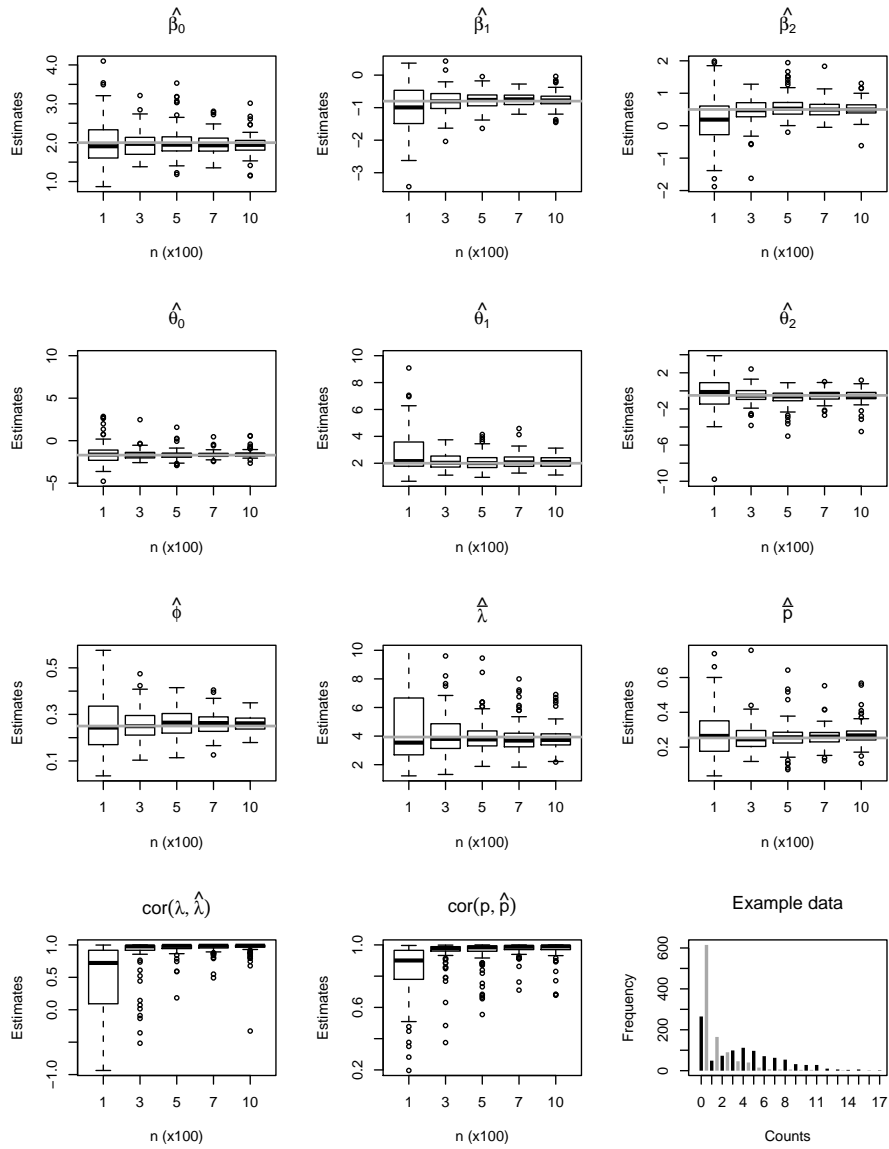 β̂₀ β̂₁ β̂₂
Estimates
1.0 2.0 3.0 4.0
1 3 5 7 10
n (x100)
Estimates
−3 −2 −1 0
1 3 5 7 10
n (x100)
Estimates
−2 −1 0 1 2
1 3 5 7 10
n (x100)
θ̂₀ θ̂₁ θ̂₂
Estimates
−5 0 5 10
1 3 5 7 10
n (x100)
Estimates
2 4 6 8 10
1 3 5 7 10
n (x100)
Estimates
−10 −6 −2 2
1 3 5 7 10
n (x100)
ϕ̂ λ̄̂ p̄̂
Estimates
0.1 0.3 0.5
1 3 5 7 10
n (x100)
Estimates
2 4 6 8 10
1 3 5 7 10
n (x100)
Estimates
0.2 0.4 0.6
1 3 5 7 10
n (x100)
cor(λ, λ̂) cor(p, p̂) Example data
Estimates
−1.0 0.0 0.5 1.0
1 3 5 7 10
n (x100)
Estimates
0.2 0.6 1.0
1 3 5 7 10
n (x100)
Frequency
0 200 400 600
0 2 4 6 8 11 14 17
Counts